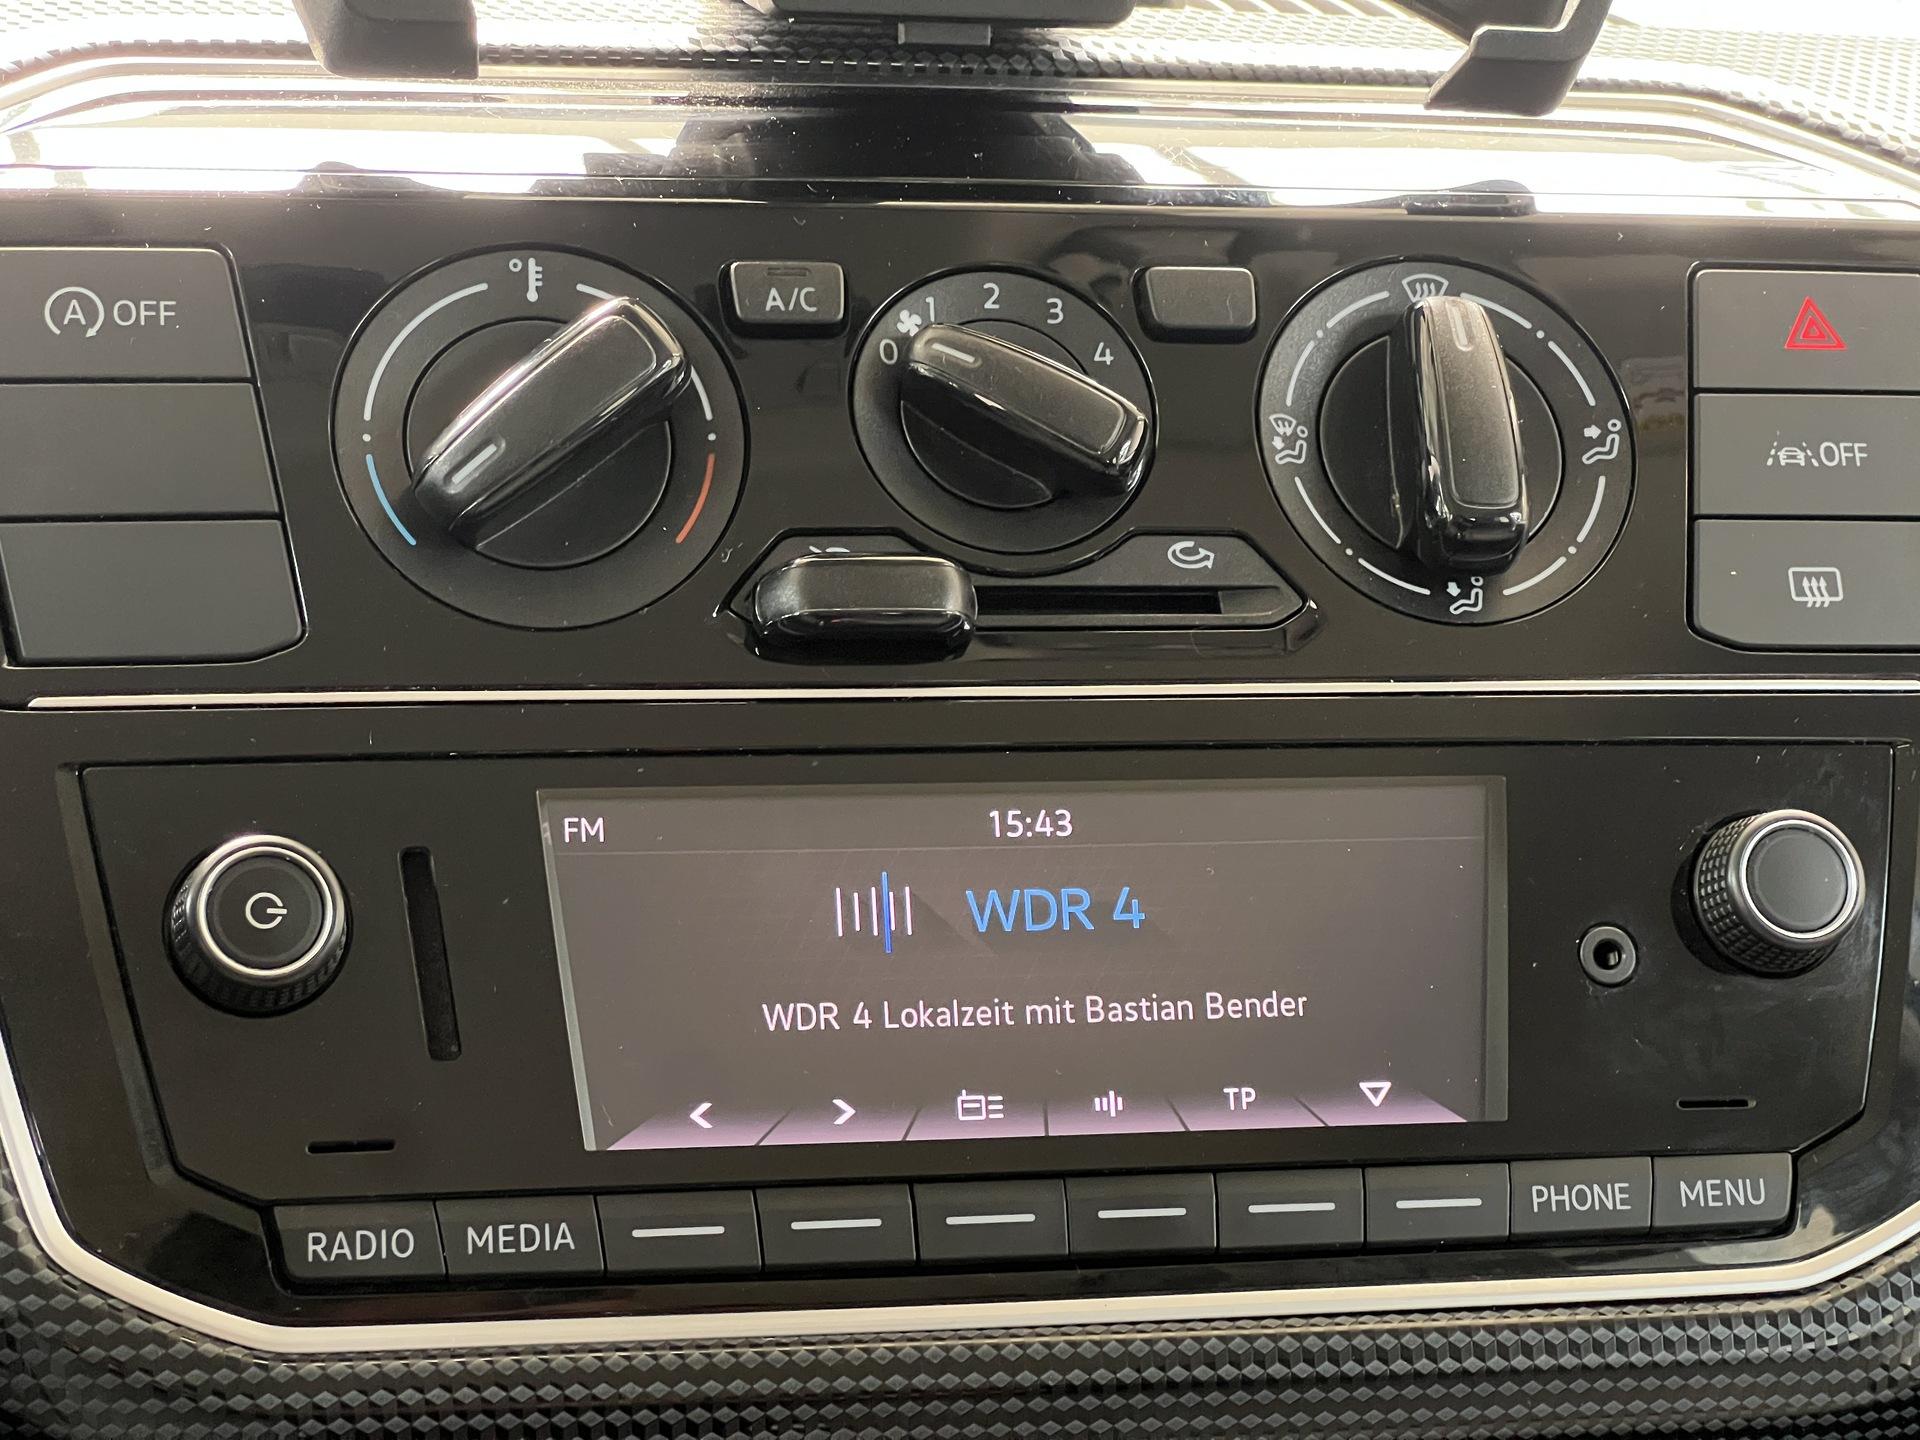 A OFF
A/C
0 1 2 3 4
OFF
FM 15:43
WDR 4
WDR 4 Lokalzeit mit Bastian Bender
TP
RADIO MEDIA PHONE MENU